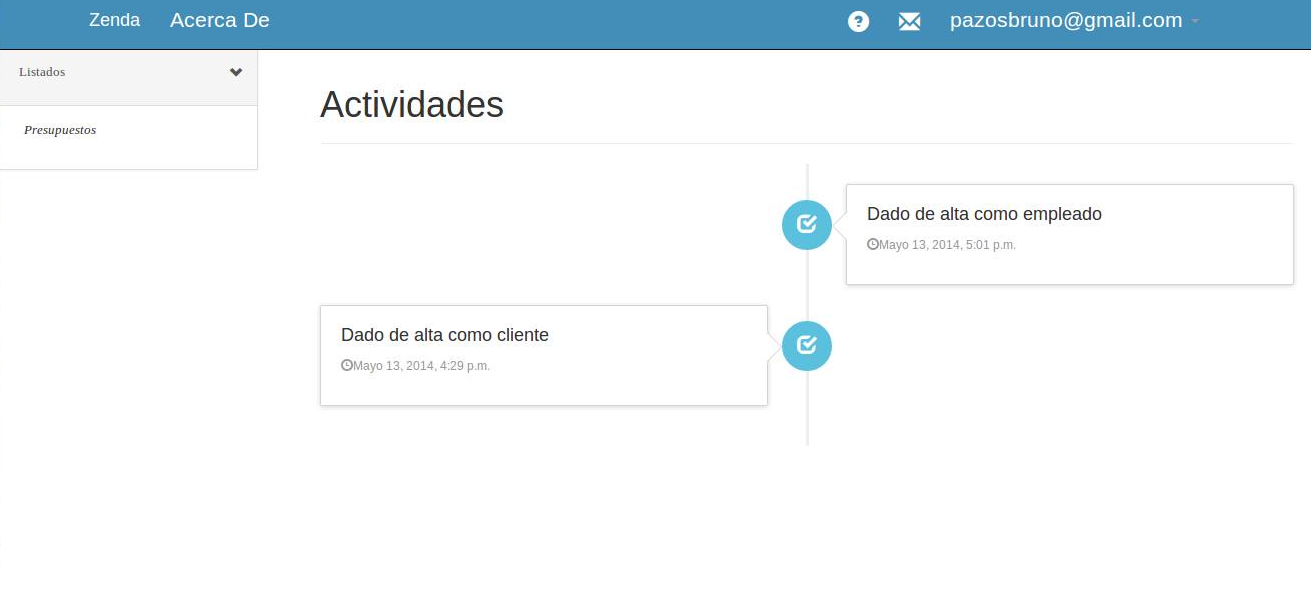 Zenda Acerca De pazosbruno@gmail.com
Listados
Presupuestos
Actividades
Dado de alta como empleado
Mayo 13, 2014, 5:01 p.m.
Dado de alta como cliente
Mayo 13, 2014, 4:29 p.m.